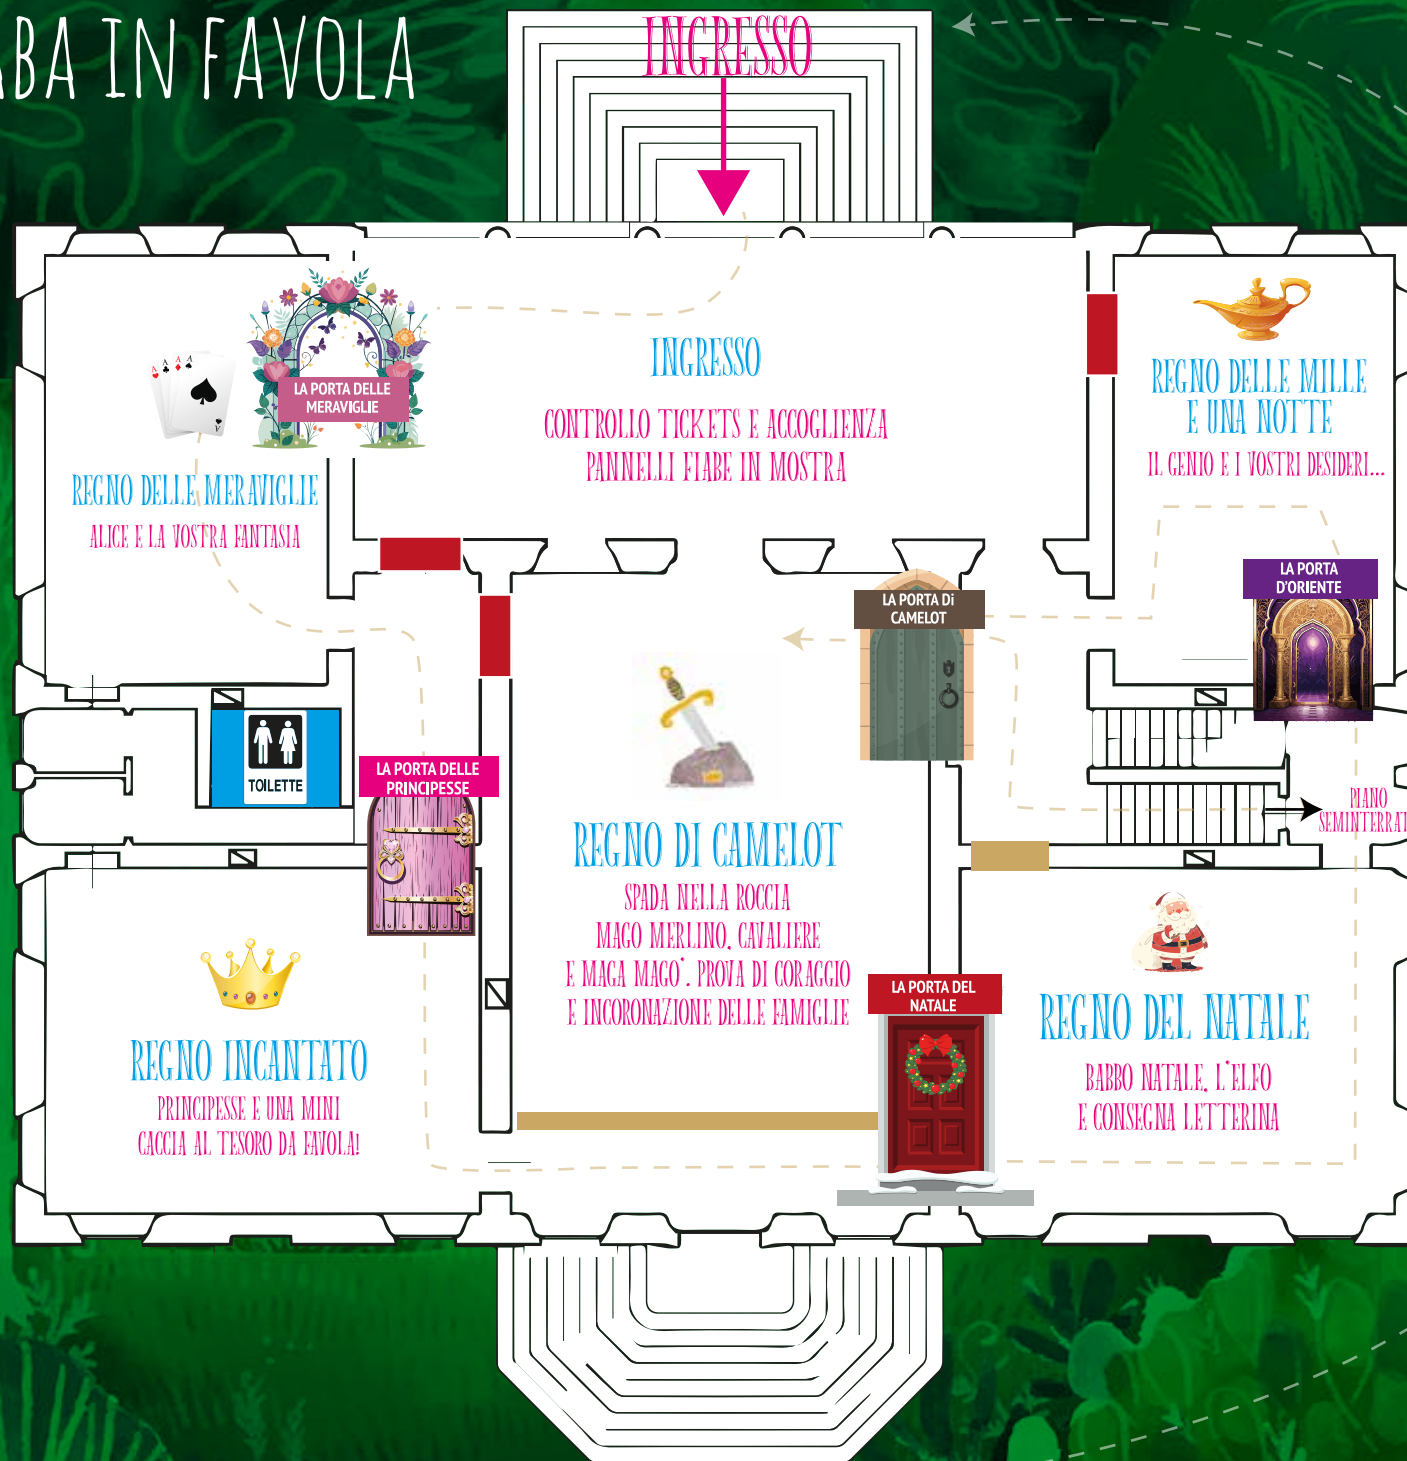 BA IN FAVOLA
INGRESSO
LA PORTA DELLE
MERAVIGLIE
REGNO DELLE MERAVIGLIE
ALICE E LA VOSTRA FANTASIA
INGRESSO
CONTROLLO TICKETS E ACCOGLIENZA
PANNELLI FIABE IN MOSTRA
REGNO DELLE MILLE
E UNA NOTTE
IL GENIO E I VOSTRI DESIDERI...
LA PORTA
D'ORIENTE
LA PORTA Di
CAMELOT
TOILETTE
LA PORTA DELLE
PRINCIPESSE
PIANO
SEMINTERRAT
REGNO DI CAMELOT
SPADA NELLA ROCCIA
MAGO MERLINO, CAVALIERE
E MAGA MAGO'. PROVA DI CORAGGIO
E INCORONAZIONE DELLE FAMIGLIE
REGNO INCANTATO
PRINCIPESSE E UNA MINI
CACCIA AL TESORO DA FAVOLA!
LA PORTA DEL
NATALE
REGNO DEL NATALE
BABBO NATALE, L'ELFO
E CONSEGNA LETTERINA